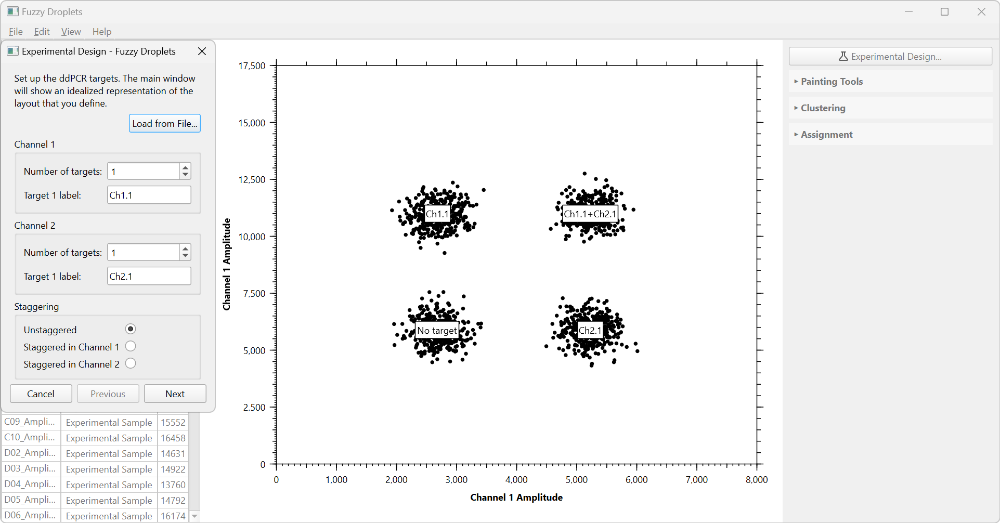 Fuzzy Droplets
File Edit View Help
Experimental Design - Fuzzy Droplets
Set up the ddPCR targets. The main window
will show an idealized representation of the
layout that you define.
Load from File...
Channel 1
Number of targets: 1
Target 1 label: Ch1.1
Channel 2
Number of targets: 1
Target 1 label: Ch2.1
Staggering
Unstaggered
Staggered in Channel 1
Staggered in Channel 2
Cancel Previous Next
C09_Ampli... Experimental Sample 15552
C10_Ampli... Experimental Sample 16458
D02_Ampli... Experimental Sample 14631
D03_Ampli... Experimental Sample 14922
D04_Ampli... Experimental Sample 13760
D05_Ampli... Experimental Sample 14792
D06_Ampli... Experimental Sample 16174
Channel 1 Amplitude
17,500
15,000
12,500
10,000
7,500
5,000
2,500
0
Ch1.1
Ch1.1+Ch2.1
No target
Ch2.1
0 1,000 2,000 3,000 4,000 5,000 6,000 7,000 8,000
Channel 1 Amplitude
Experimental Design...
Painting Tools
Clustering
Assignment